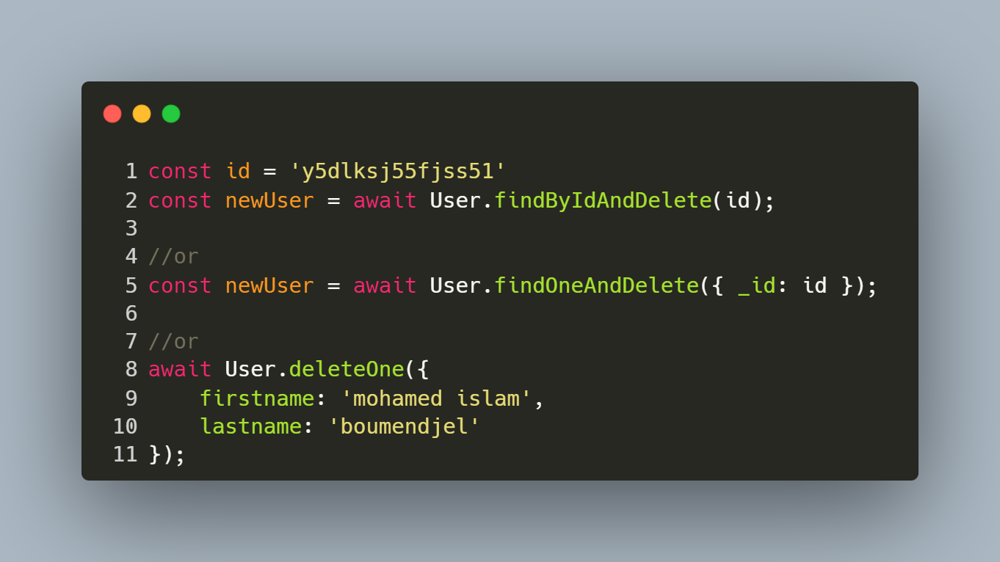 1 const id = 'y5dlksj55fjss51'
2 const newUser = await User.findByIdAndDelete(id);
3
4 //or
5 const newUser = await User.findOneAndDelete({ _id: id });
6
7 //or
8 await User.deleteOne({
9     firstname: 'mohamed islam',
10     lastname: 'boumendjel'
11 });